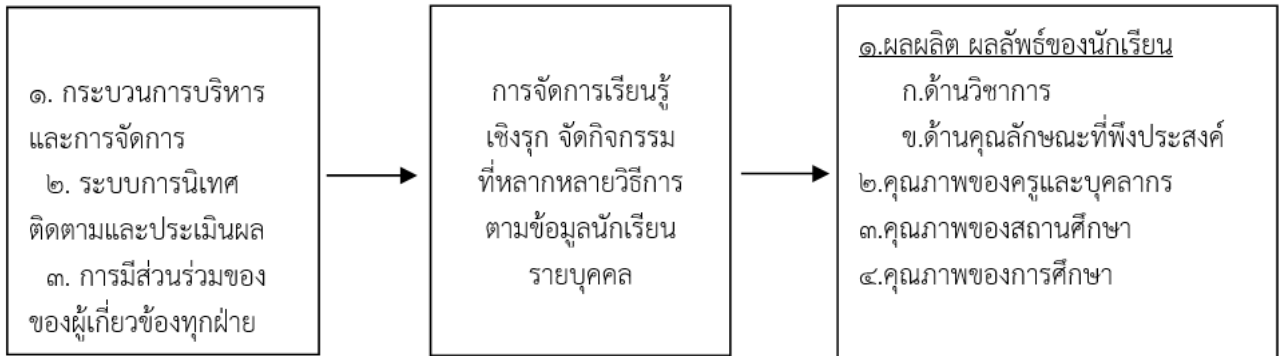 ๑. กระบวนการบริหาร
และการจัดการ
๒. ระบบการนิเทศ
ติดตามและประเมินผล
๓. การมีส่วนร่วมของ
ของผู้เกี่ยวข้องทุกฝ่าย
การจัดการเรียนรู้
เชิงรุก จัดกิจกรรม
ที่หลากหลายวิธีการ
ตามข้อมูลนักเรียน
รายบุคคล
๑.ผลผลิต ผลลัพธ์ของนักเรียน
ก.ด้านวิชาการ
ข.ด้านคุณลักษณะที่พึงประสงค์
๒.คุณภาพของครูและบุคลากร
๓.คุณภาพของสถานศึกษา
๔.คุณภาพของการศึกษา